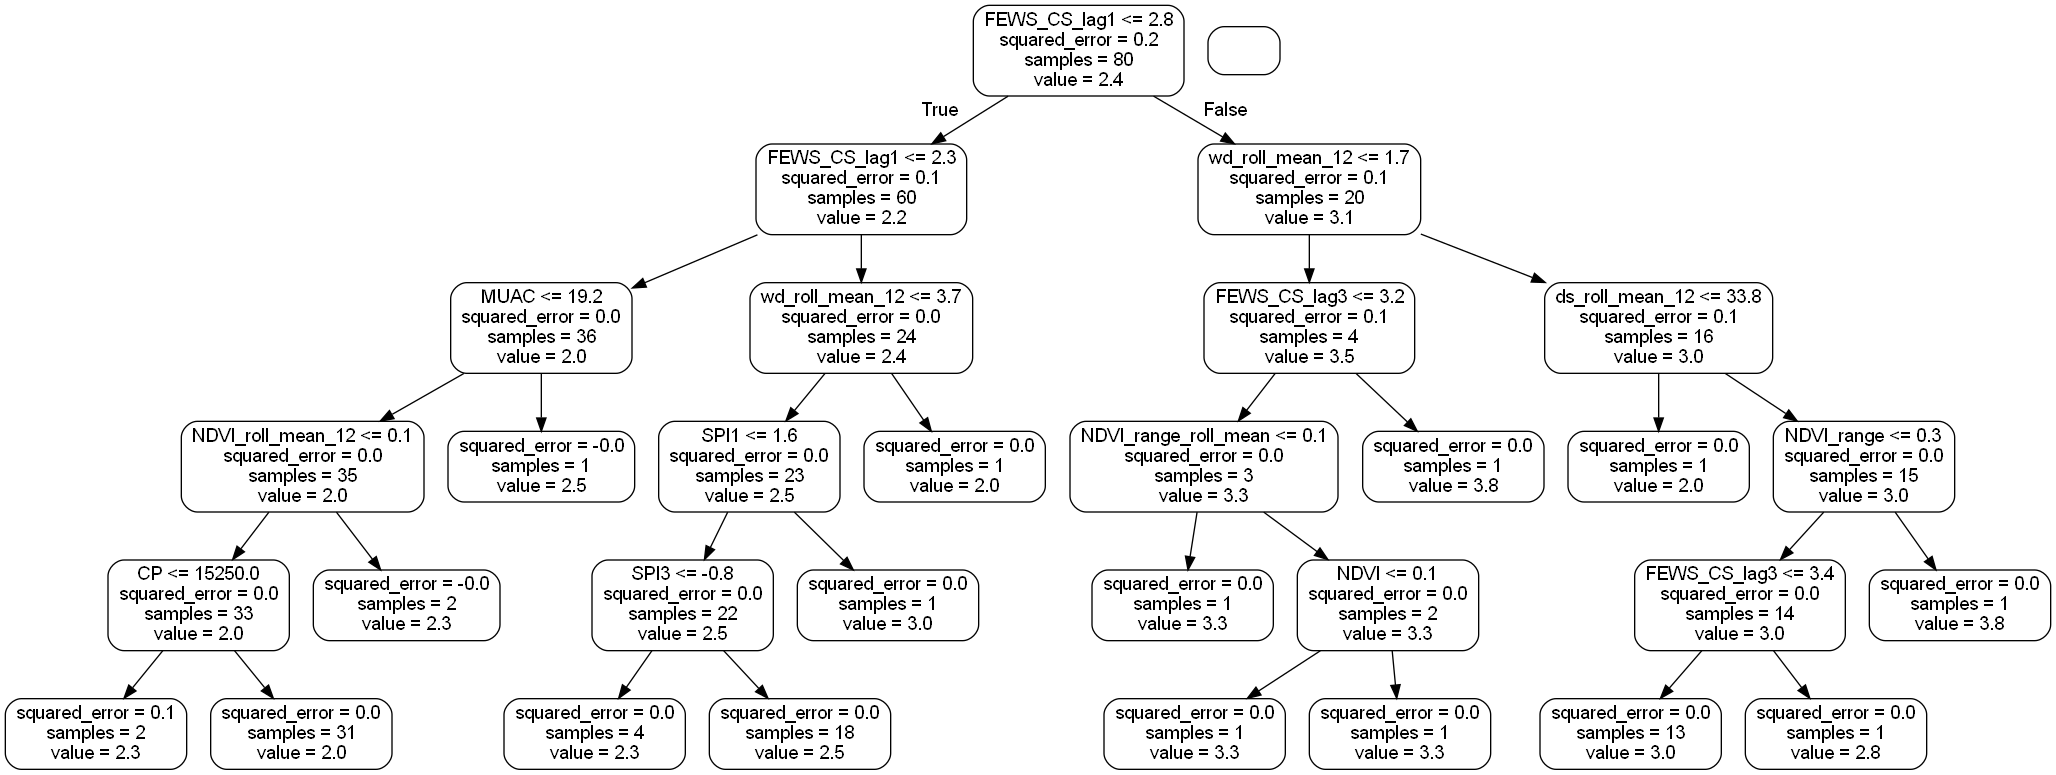 FEWS_CS_lag1 <= 2.8
squared_error = 0.2
samples = 80
value = 2.4
True
False
FEWS_CS_lag1 <= 2.3
squared_error = 0.1
samples = 60
value = 2.2
wd_roll_mean_12 <= 1.7
squared_error = 0.1
samples = 20
value = 3.1
MUAC <= 19.2
squared_error = 0.0
samples = 36
value = 2.0
wd_roll_mean_12 <= 3.7
squared_error = 0.0
samples = 24
value = 2.4
FEWS_CS_lag3 <= 3.2
squared_error = 0.1
samples = 4
value = 3.5
ds_roll_mean_12 <= 33.8
squared_error = 0.1
samples = 16
value = 3.0
NDVI_roll_mean_12 <= 0.1
squared_error = 0.0
samples = 35
value = 2.0
squared_error = -0.0
samples = 1
value = 2.5
SPI1 <= 1.6
squared_error = 0.0
samples = 23
value = 2.5
squared_error = 0.0
samples = 1
value = 2.0
NDVI_range_roll_mean <= 0.1
squared_error = 0.0
samples = 3
value = 3.3
squared_error = 0.0
samples = 1
value = 3.8
squared_error = 0.0
samples = 1
value = 2.0
NDVI_range <= 0.3
squared_error = 0.0
samples = 15
value = 3.0
CP <= 15250.0
squared_error = 0.0
samples = 33
value = 2.0
squared_error = -0.0
samples = 2
value = 2.3
SPI3 <= -0.8
squared_error = 0.0
samples = 22
value = 2.5
squared_error = 0.0
samples = 1
value = 3.0
squared_error = 0.0
samples = 1
value = 3.3
NDVI <= 0.1
squared_error = 0.0
samples = 2
value = 3.3
FEWS_CS_lag3 <= 3.4
squared_error = 0.0
samples = 14
value = 3.0
squared_error = 0.0
samples = 1
value = 3.8
squared_error = 0.1
samples = 2
value = 2.3
squared_error = 0.0
samples = 31
value = 2.0
squared_error = 0.0
samples = 4
value = 2.3
squared_error = 0.0
samples = 18
value = 2.5
squared_error = 0.0
samples = 1
value = 3.3
squared_error = 0.0
samples = 1
value = 3.3
squared_error = 0.0
samples = 13
value = 3.0
squared_error = 0.0
samples = 1
value = 2.8